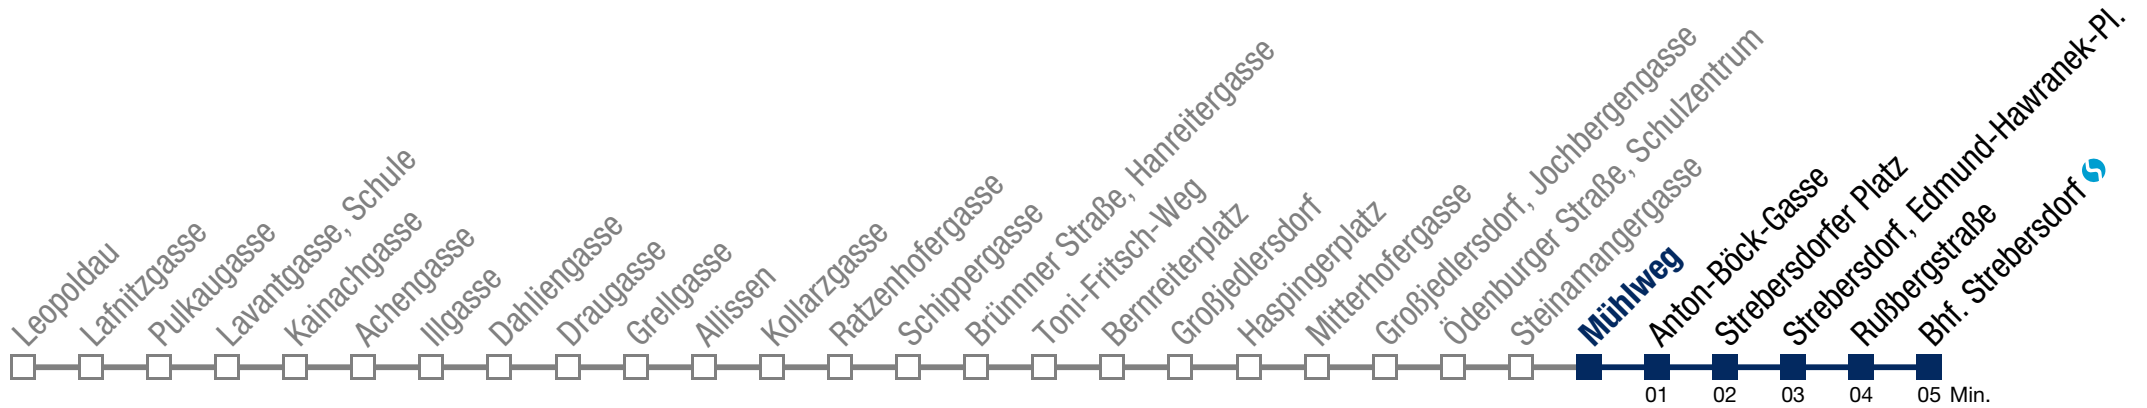 Leopoldau
Lafnitzgasse
Pulkaugasse
Lavantgasse, Schule
Kainachgasse
Achengasse
Illgasse
Dahliengasse
Draugasse
Grellgasse
Allissen
Kollarzgasse
Ratzenhofergasse
Schippergasse
Brünnner Straße, Hanreitergasse
Toni-Fritsch-Weg
Bernreiterplatz
Großjedlersdorf
Haspingerplatz
Mitterhofergasse
Großjedlersdorf, Jochbergengasse
Ödenburger Straße, Schulzentrum
Steinamangergasse
Mühlweg
Anton-Böck-Gasse
Strebersdorfer Platz
Strebersdorf, Edmund-Hawranek-Pl.
Rußbergstraße
Bhf. Strebersdorf
01 02 03 04 05 Min.